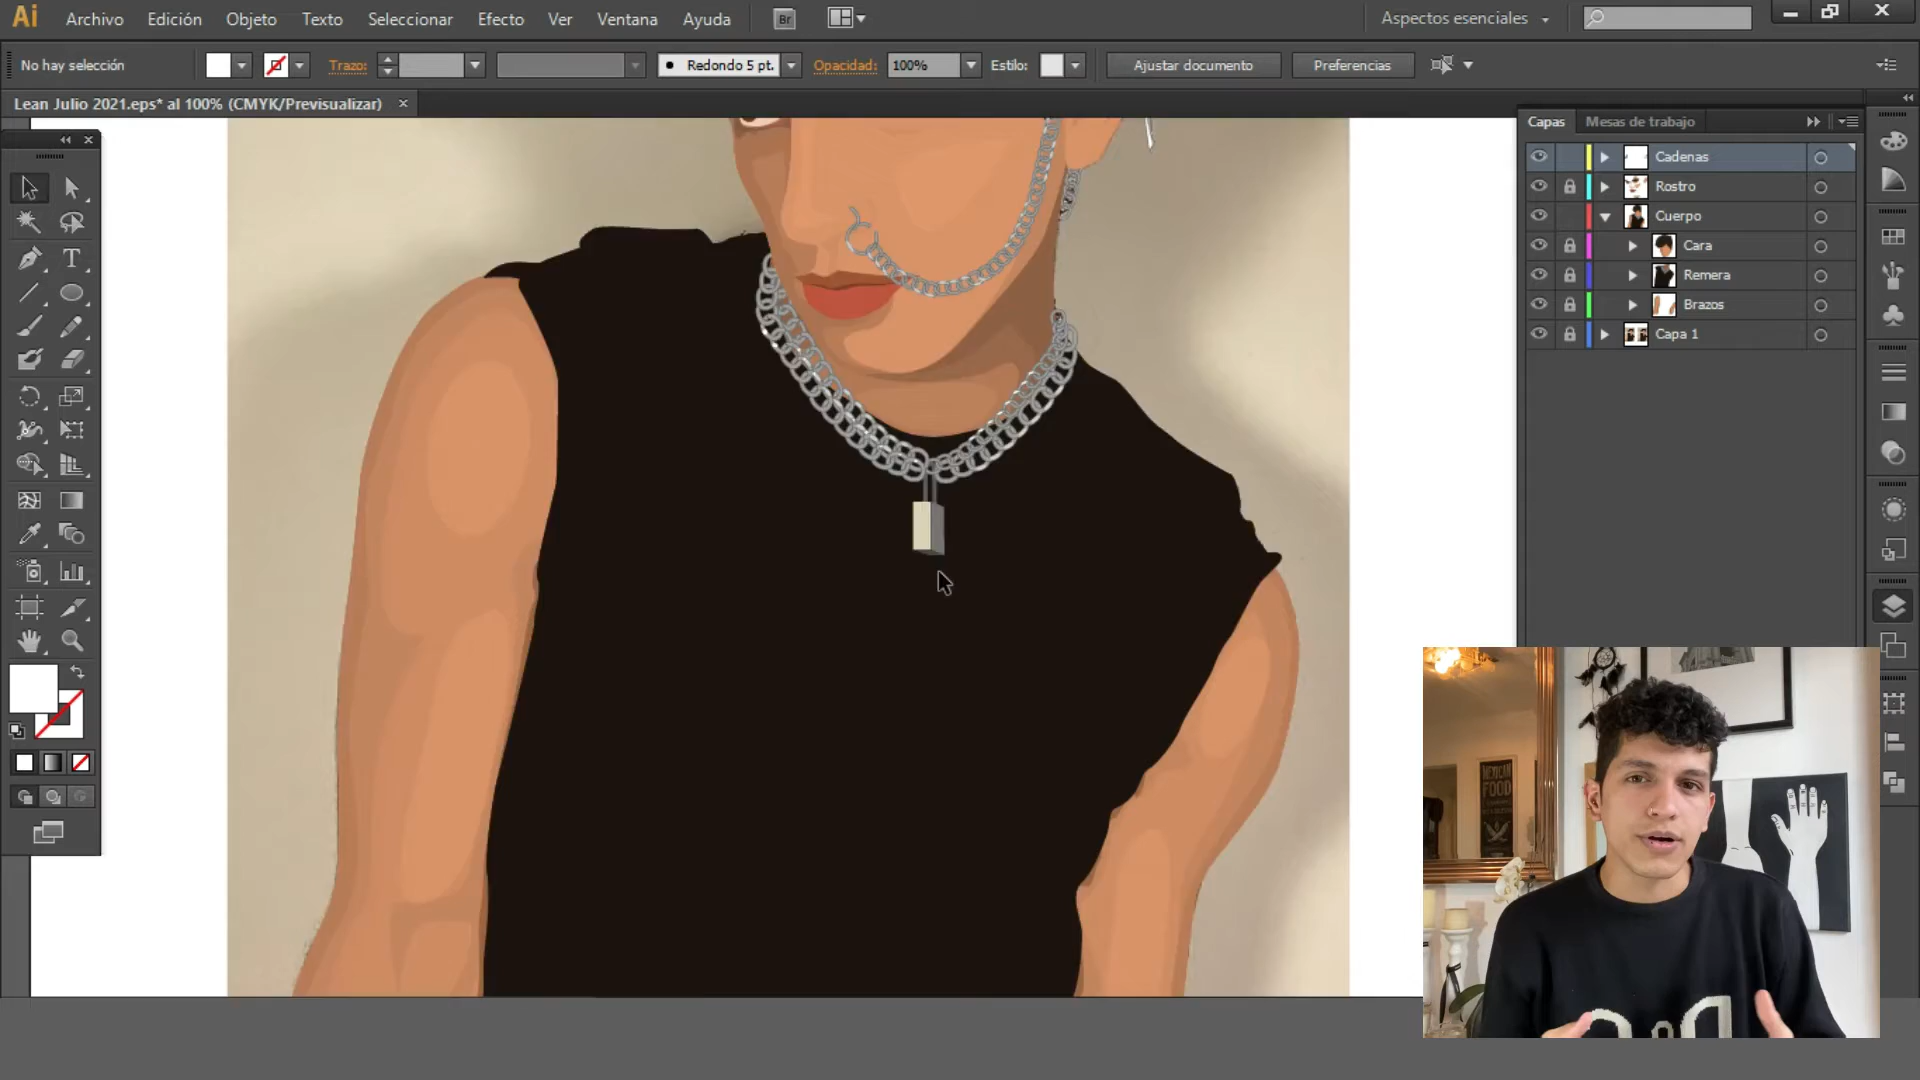 Ai Archivo Edición Objeto Texto Seleccionar Efecto Ver Ventana Ayuda Br Aspectos esenciales
No hay selección Trazo: Redondo 5 pt. Opacidad: 100% Estilo: Ajustar documento Preferencias
Lean Julio 2021.eps* al 100% (CMYK/Previsualizar)
Capas Mesas de trabajo
Cadenas
Rostro
Cuerpo
Cara
Remera
Brazos
Capa 1
MEXICAN
FOOD